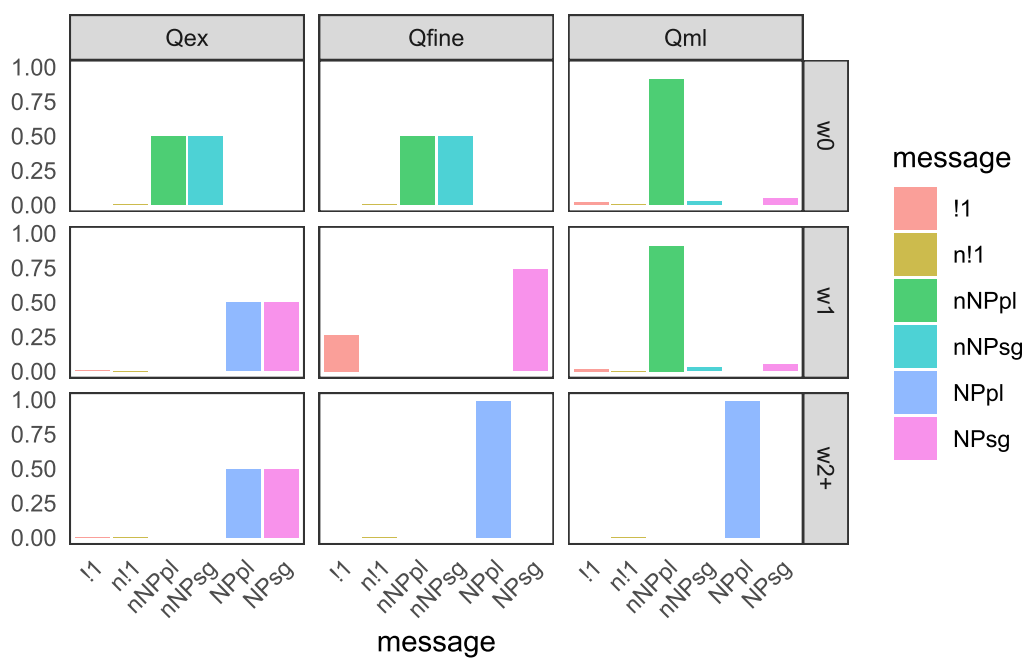 Qex Qfine Qml
1.00
0.75
0.50
0.25
0.00
w0
1.00
0.75
0.50
0.25
0.00
w1
1.00
0.75
0.50
0.25
0.00
w2+
!1 n!1 nNPpl nNPsg NPpl NPsg !1 n!1 nNPpl nNPsg NPpl NPsg !1 n!1 nNPpl nNPsg NPpl NPsg
message
message
!1
n!1
nNPpl
nNPsg
NPpl
NPsg